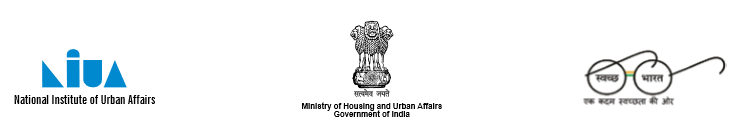 NIUA
National Institute of Urban Affairs
सत्यमेव जयते
Ministry of Housing and Urban Affairs
Government of India
स्वच्छ भारत
एक कदम स्वच्छता की ओर